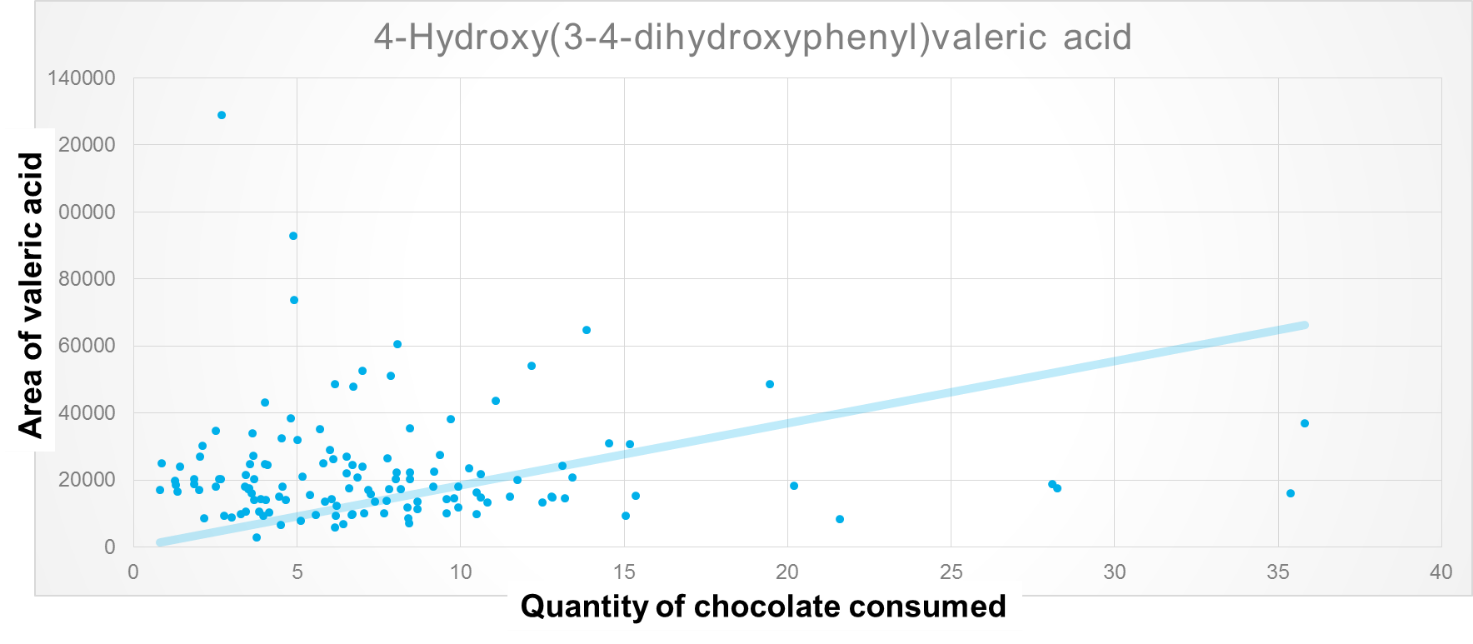 4-Hydroxy(3-4-dihydroxyphenyl)valeric acid
140000
20000
00000
80000
60000
40000
20000
0
Area of valeric acid
0 5 10 15 20 25 30 35 40
Quantity of chocolate consumed